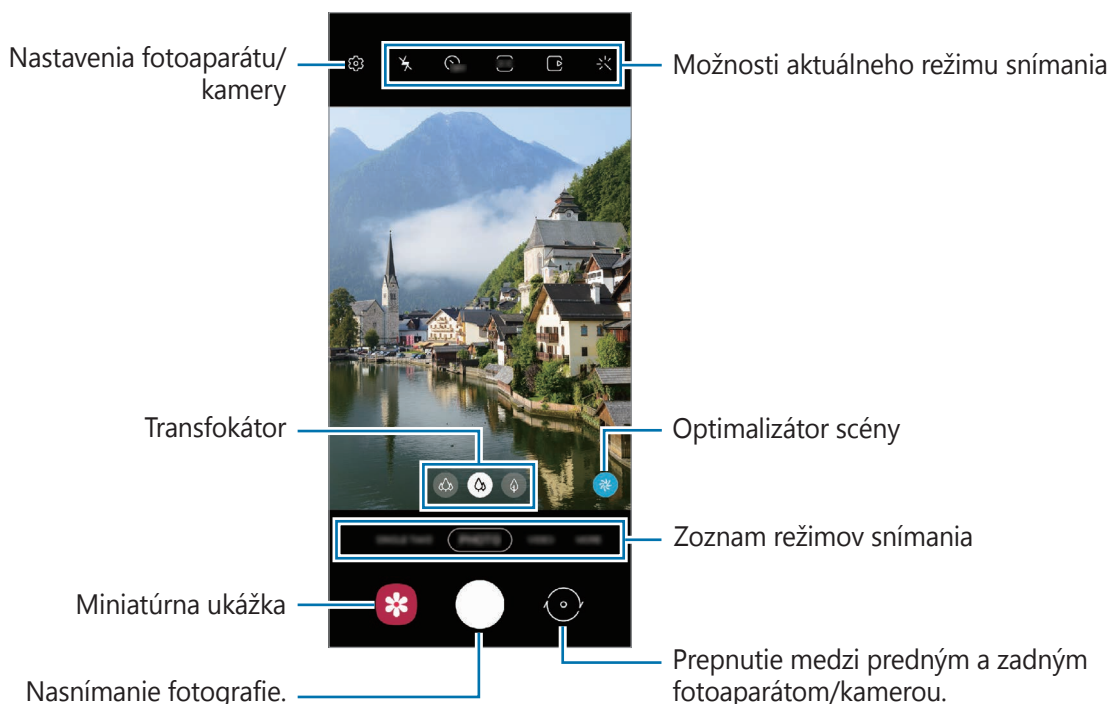 Nastavenia fotoaparátu/
kamery
Možnosti aktuálneho režimu snímania
Transfokátor
Optimalizátor scény
Zoznam režimov snímania
Miniatúrna ukážka
Nasnímanie fotografie.
Prepnutie medzi predným a zadným
fotoaparátom/kamerou.